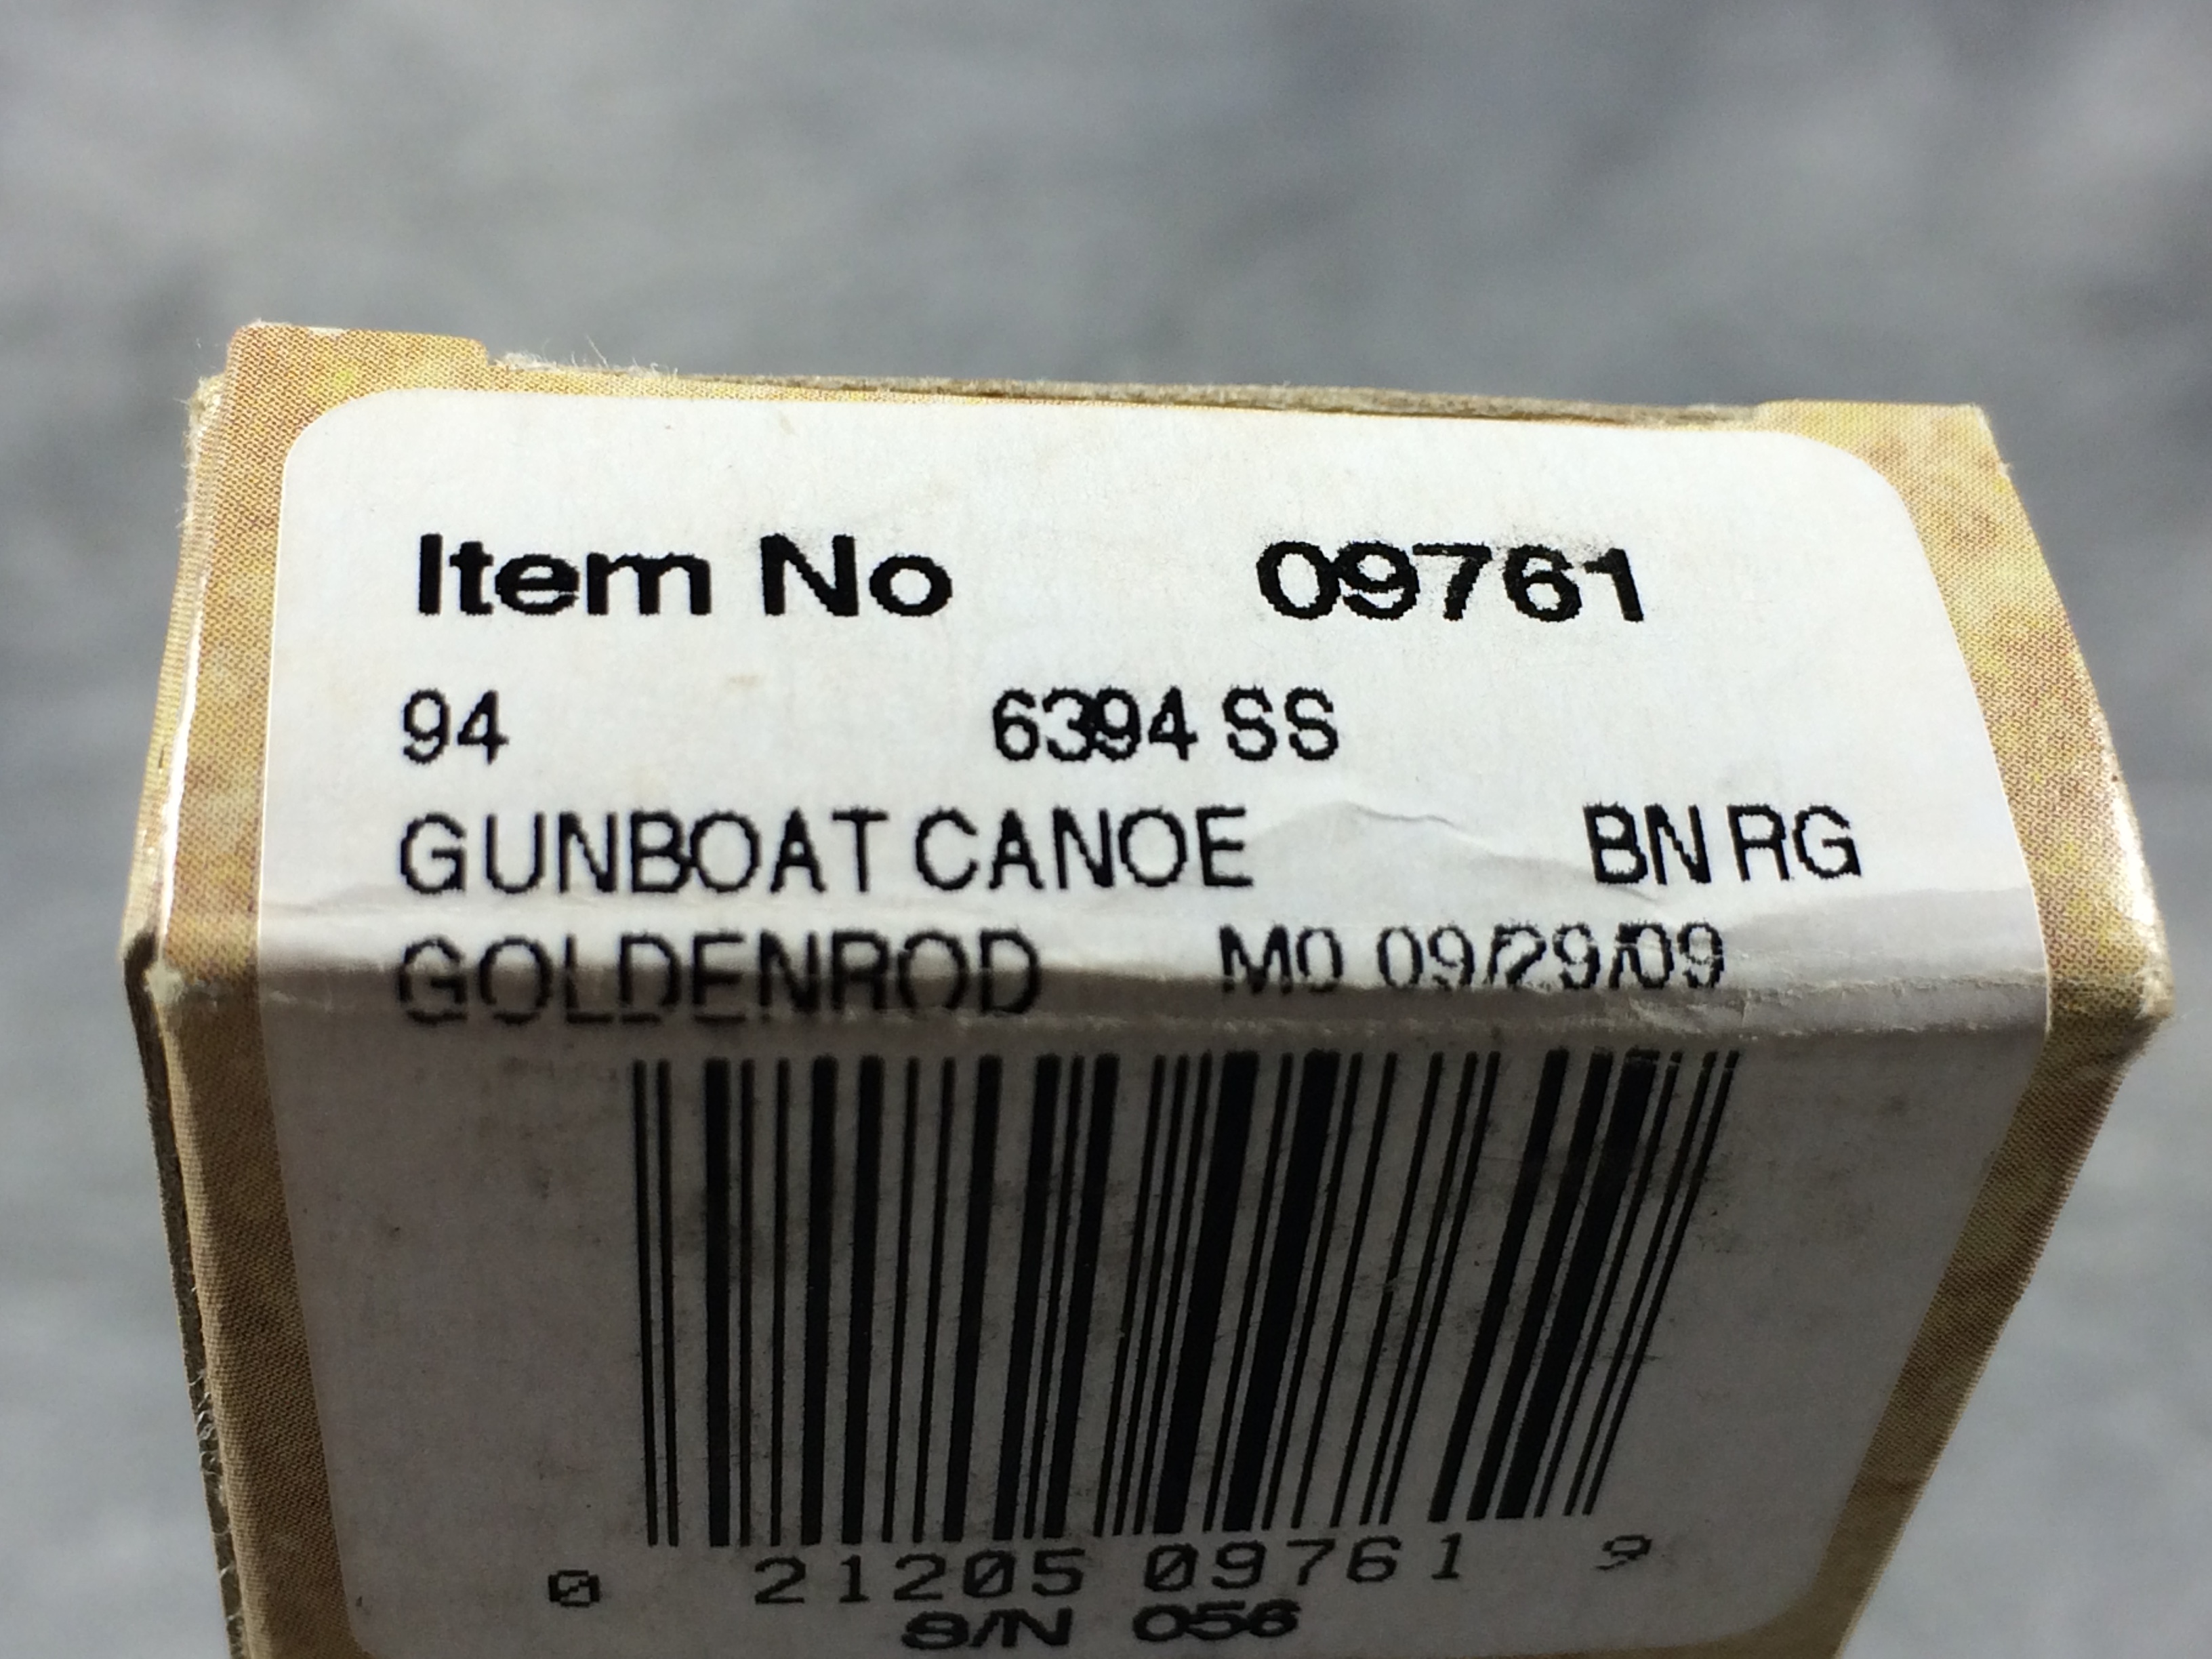 Item No 09761
94 6394 SS
GUNBOAT CANOE BN RG
GOLDENROD M0 09/29/09
0 21205 09761 9
S/N 056